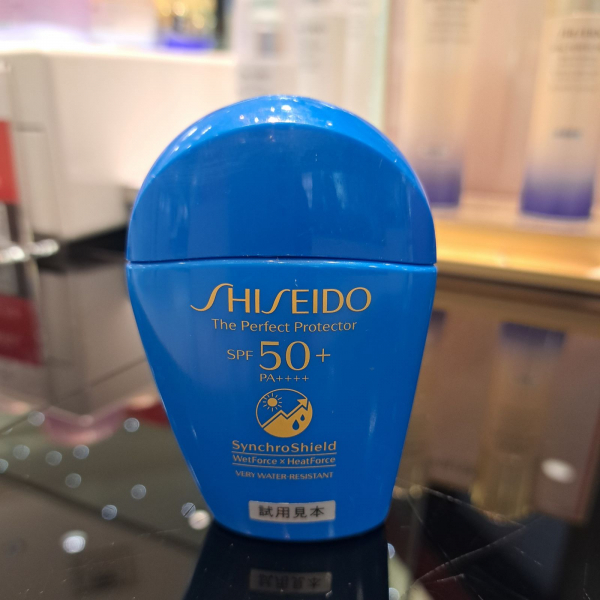 SHISEIDO
The Perfect Protector
SPF 50+
PA++++
SynchroShield
WetForce × HeatForce
VERY WATER-RESISTANT
試用見本